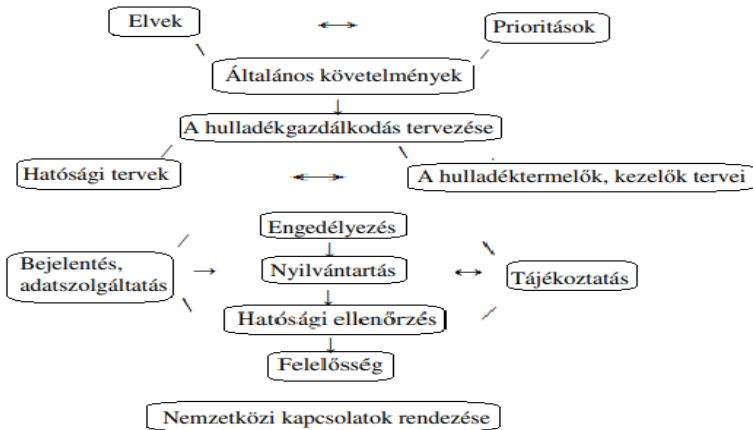 Elvek
Prioritások
Általános követelmények
A hulladékgazdálkodás tervezése
Hatósági tervek
A hulladéktermelők, kezelők tervei
Engedélyezés
Bejelentés,
adatszolgáltatás
Nyilvántartás
Tájékoztatás
Hatósági ellenőrzés
Felelősség
Nemzetközi kapcsolatok rendezése